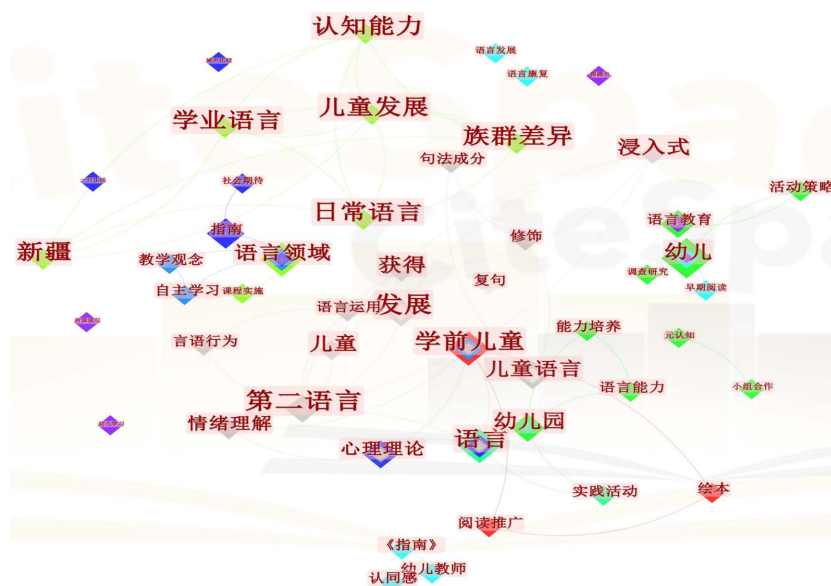 认知能力
语言发展
语言康复
学业语言
儿童发展
族群差异
句法成分
浸入式
社会期待
活动策略
日常语言
指南
语言教育
新疆
教学观念
语言领域
修饰
幼儿
获得
复句
调查研究
自主学习
课程实施
早期阅读
语言运用
发展
言语行为
儿童
学前儿童
能力培养
元认知
儿童语言
第二语言
语言能力
小组合作
情绪理解
幼儿园
心理理论
语言
实践活动
绘本
阅读推广
《指南》
幼儿教师
认同感
CiteSp